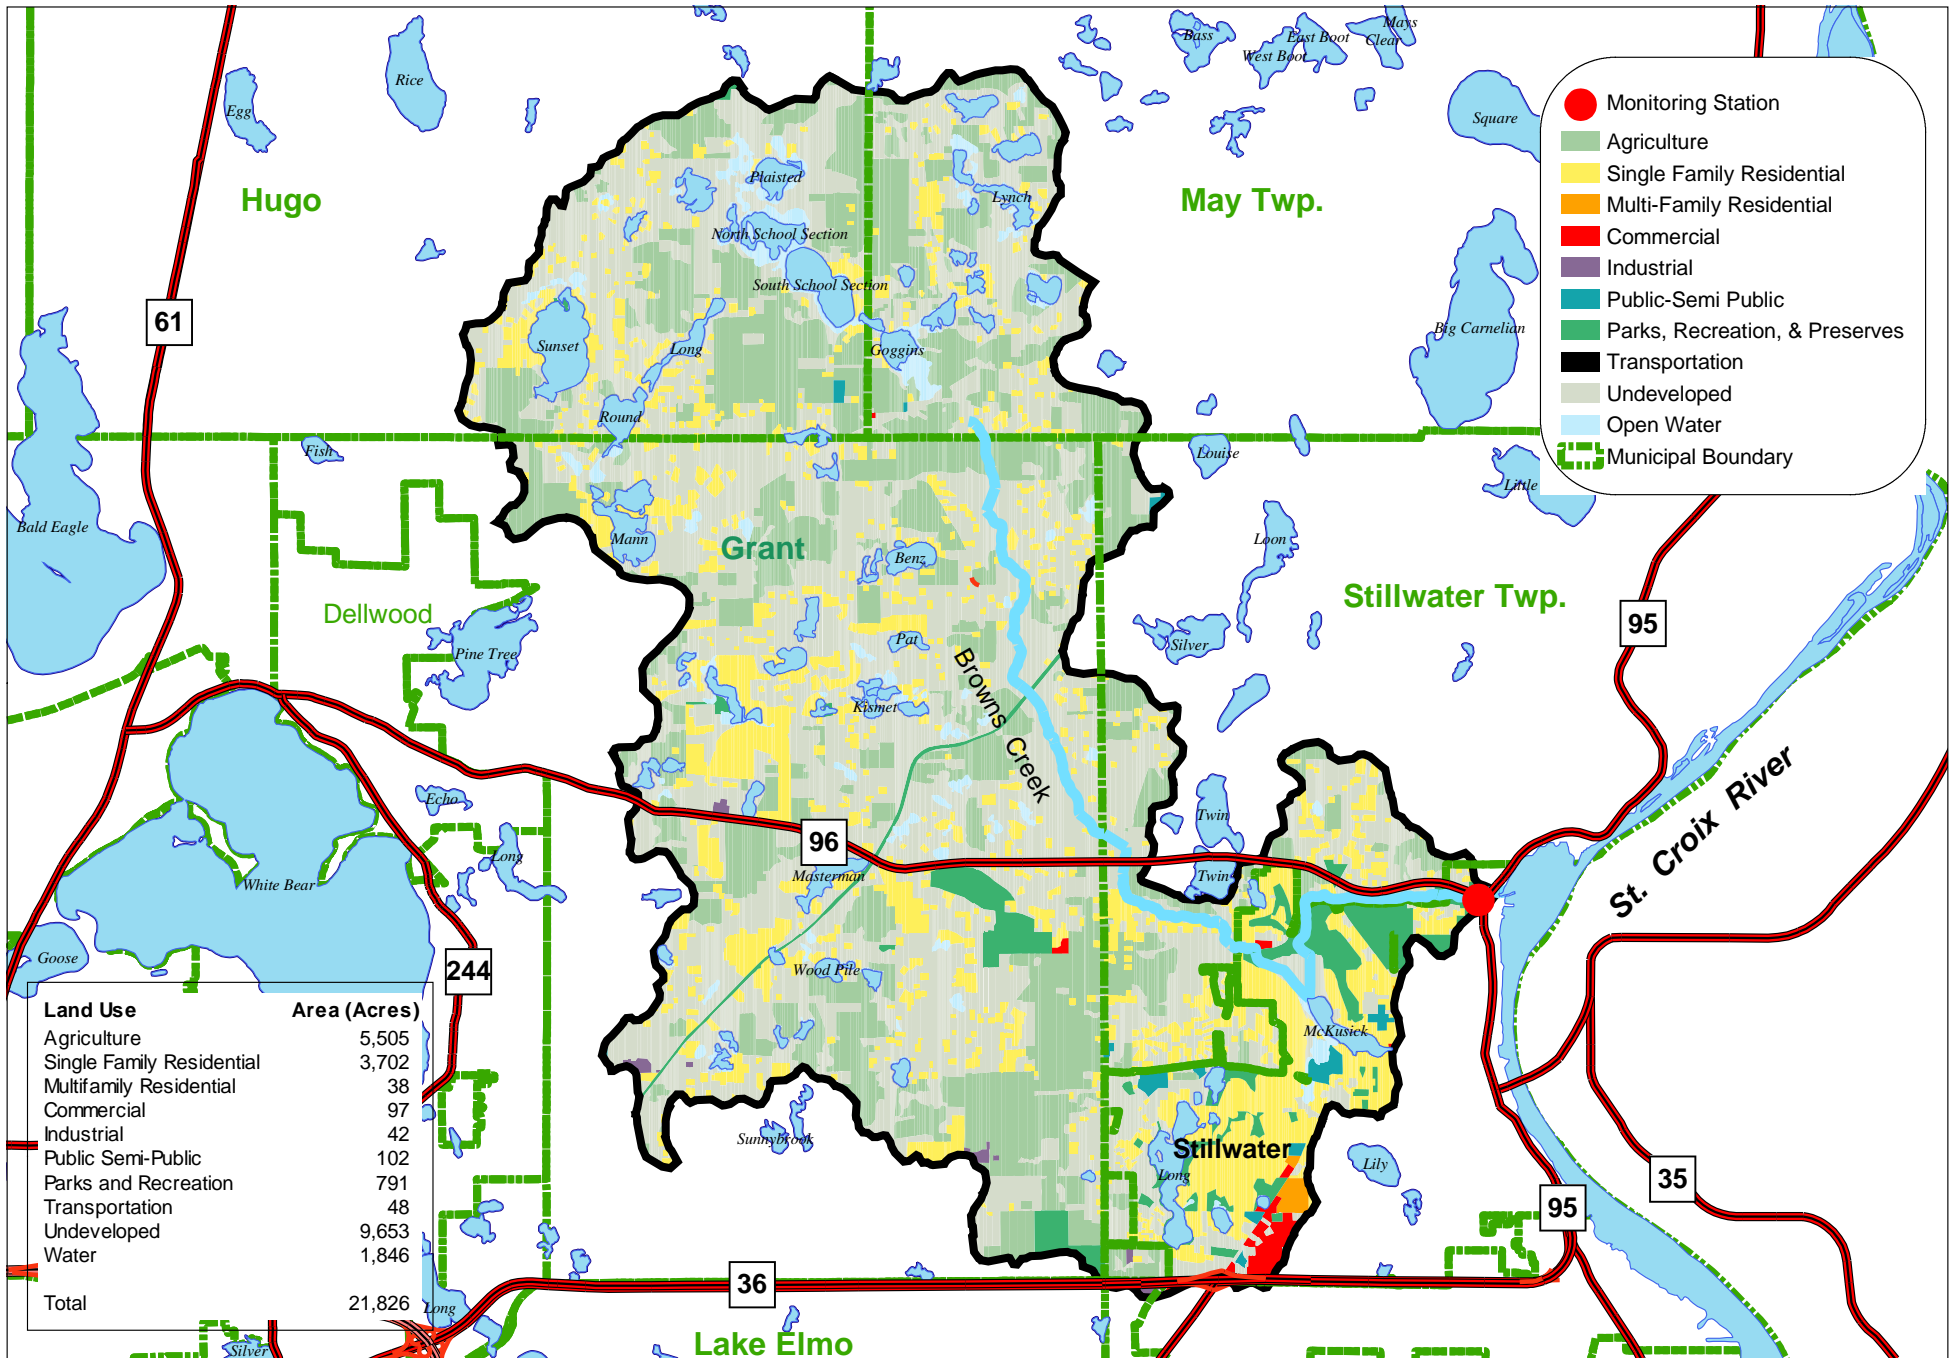 Mays
Bass
East Boot
Clear
West Boot
Rice
Egg
Square
Monitoring Station
Agriculture
Single Family Residential
Multi-Family Residential
Commercial
Industrial
Public-Semi Public
Parks, Recreation, & Preserves
Transportation
Undeveloped
Open Water
Municipal Boundary
Hugo
May Twp.
Plaisted
Lynch
North School Section
South School Section
61
Big Carnelian
Sunset
Long
Goggins
Round
Fish
Louise
Little
Bald Eagle
Mann
Grant
Benz
Loon
Dellwood
Stillwater Twp.
95
Pine Tree
Pat
Silver
Kismet
Browns Creek
St. Croix River
Echo
Twin
96
Long
Masterman
Twin
White Bear
Goose
244
Wood Pile
McKusick
Land Use Area (Acres)
Agriculture 5,505
Single Family Residential 3,702
Multifamily Residential 38
Commercial 97
Industrial 42
Public Semi-Public 102
Parks and Recreation 791
Transportation 48
Undeveloped 9,653
Water 1,846
Total 21,826
Sunnybrook
Stillwater
Long
Lily
35
95
36
Long
Lake Elmo
Silver